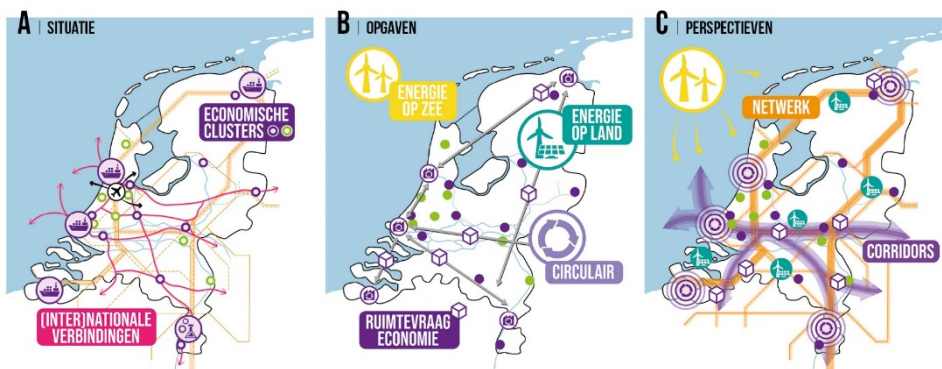 A | SITUATIE
ECONOMISCHE
CLUSTERS
(INTER)NATIONALE
VERBINDINGEN
B | OPGAVEN
ENERGIE
OP ZEE
ENERGIE
OP LAND
CIRCULAIR
RUIMTEVRAAG
ECONOMIE
C | PERSPECTIEVEN
NETWERK
CORRIDORS